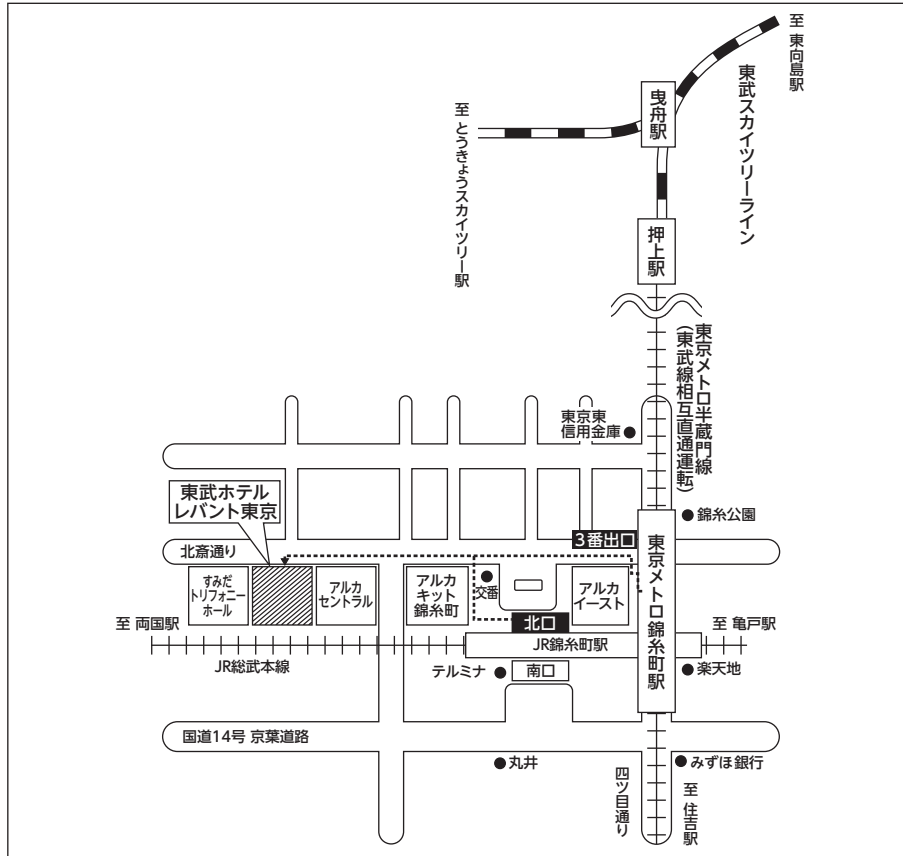 至 東向島駅
東武スカイツリーライン
曳舟駅
至 とうきょうスカイツリー駅
押上駅
東京メトロ半蔵門線
(東武線相互直通運転)
東京東
信用金庫
東武ホテル
レバント東京
錦糸公園
3番出口
北斎通り
東京メトロ錦糸町駅
すみだ
トリフォニー
ホール
アルカ
セントラル
アルカ
キット
錦糸町
交番
アルカ
イースト
北口
至 両国駅
至 亀戸駅
JR錦糸町駅
JR総武本線
テルミナ
南口
楽天地
国道14号 京葉道路
丸井
みずほ銀行
四ツ目通り
至 住吉駅